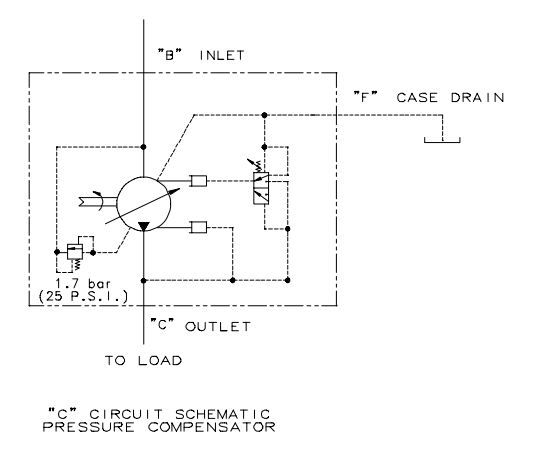 "B" INLET
"F" CASE DRAIN
1.7 bar
(25 P.S.I.)
"C" OUTLET
TO LOAD
"C" CIRCUIT SCHEMATIC
PRESSURE COMPENSATOR